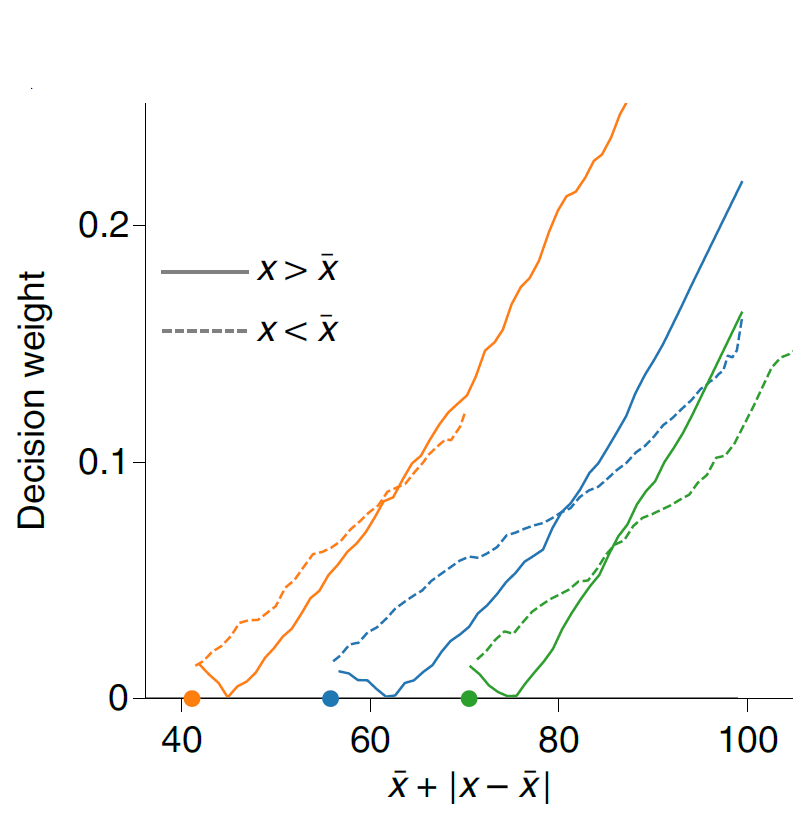 0.2
x > x̄
x < x̄
0.1
0
Decision weight
40 60 80 100
x̄ + |x − x̄|